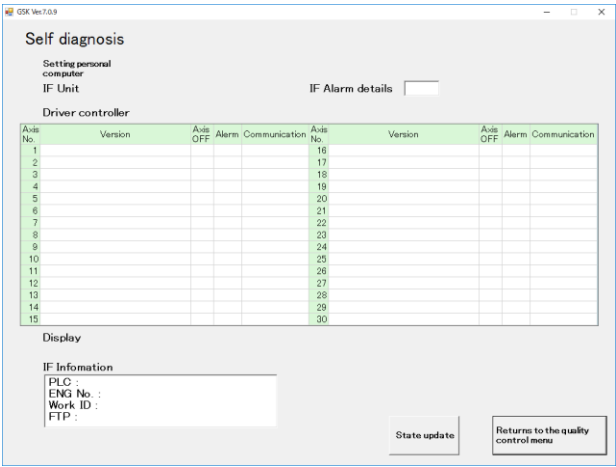 GSK Ver.7.0.9
Self diagnosis
Setting personal
computer
IF Unit
IF Alarm details
Driver controller
Axis No. Version Axis OFF Alarm Communication Axis No. Version Axis OFF Alarm Communication
1 16
2 17
3 18
4 19
5 20
6 21
7 22
8 23
9 24
10 25
11 26
12 27
13 28
14 29
15 30
Display
IF Infomation
PLC :
ENG No. :
Work ID :
FTP :
State update
Returns to the quality
control menu